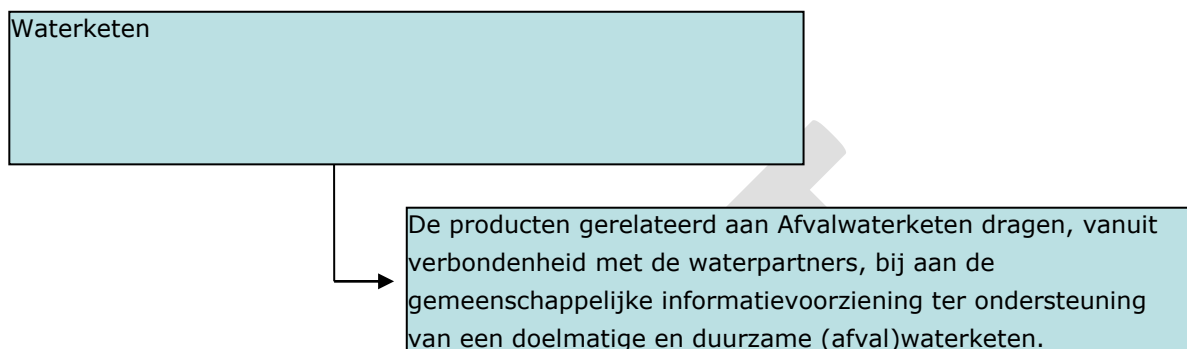 Waterketen
De producten gerelateerd aan Afvalwaterketen dragen, vanuit
verbondenheid met de waterpartners, bij aan de
gemeenschappelijke informatievoorziening ter ondersteuning
van een doelmatige en duurzame (afval)waterketen.